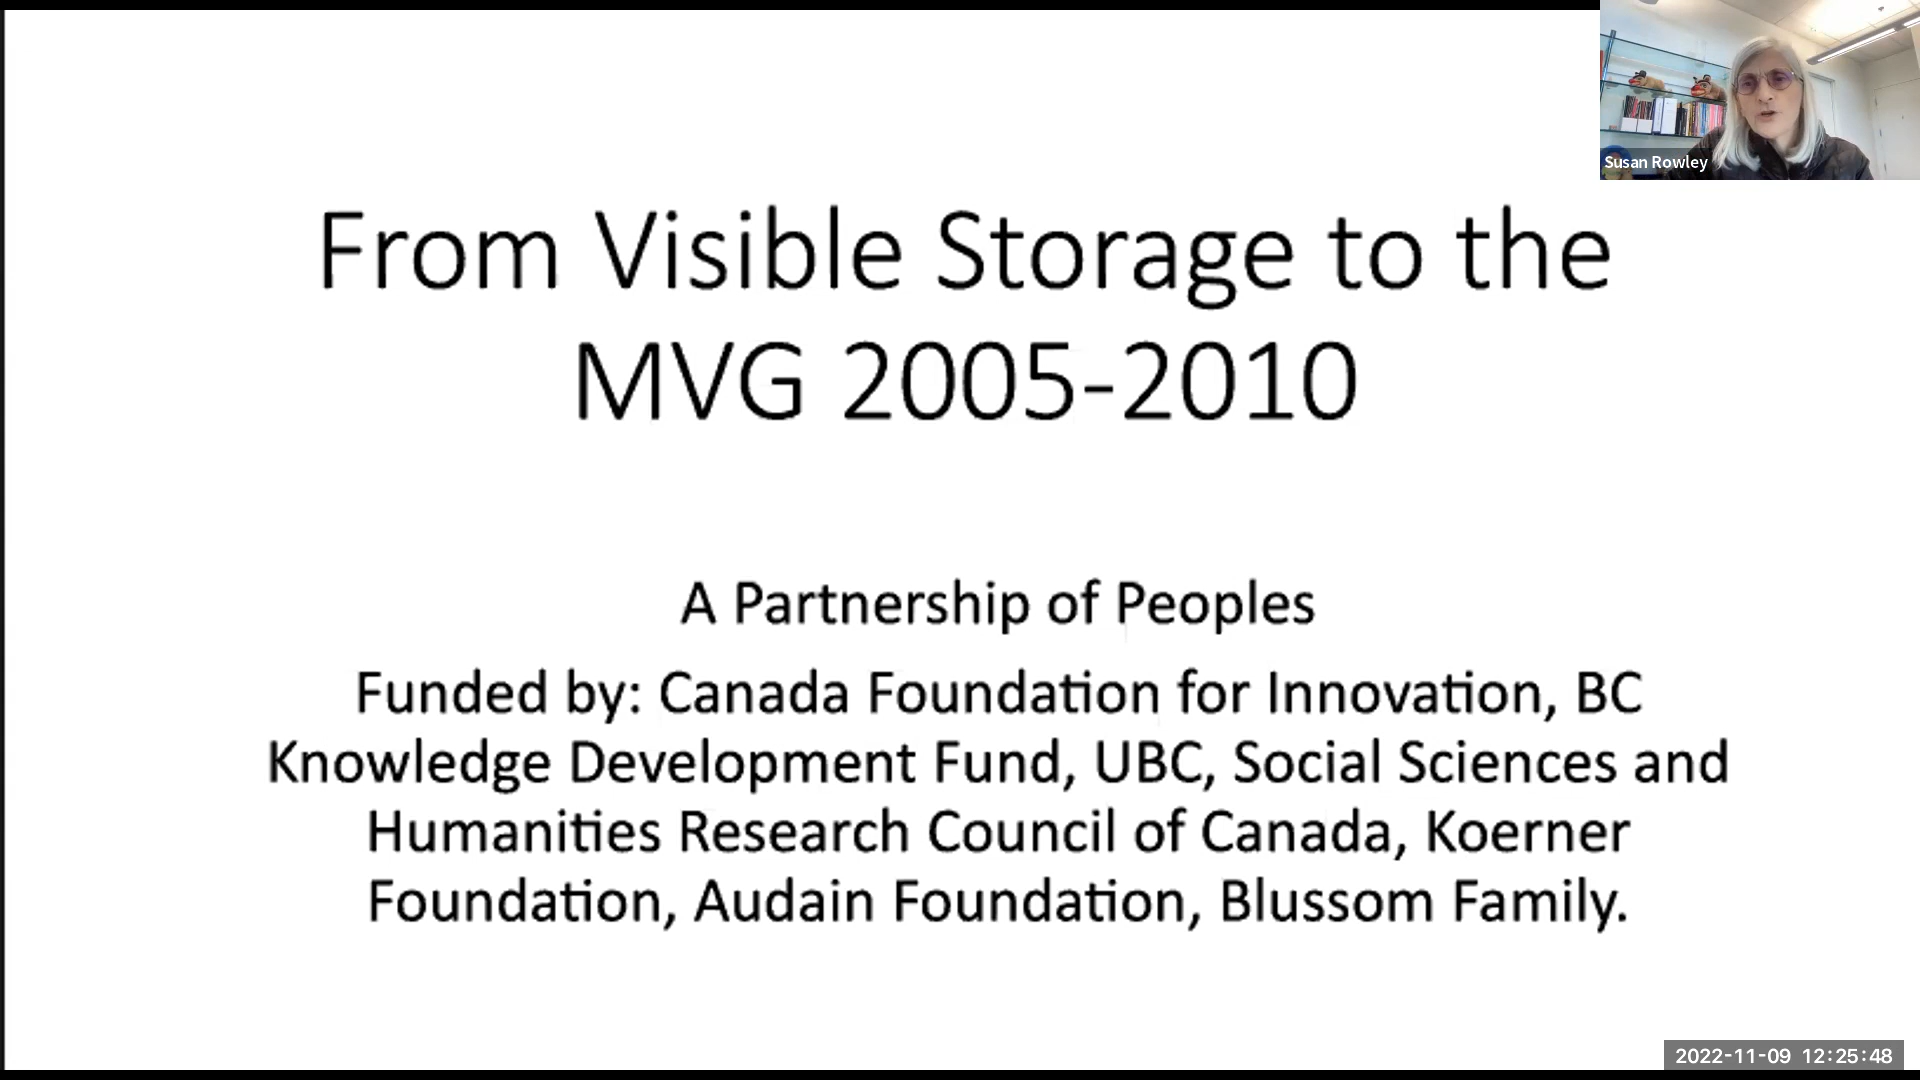 Susan Rowley
From Visible Storage to the
MVG 2005-2010
A Partnership of Peoples
Funded by: Canada Foundation for Innovation, BC
Knowledge Development Fund, UBC, Social Sciences and
Humanities Research Council of Canada, Koerner
Foundation, Audain Foundation, Blussom Family.
2022-11-09 12:25:48